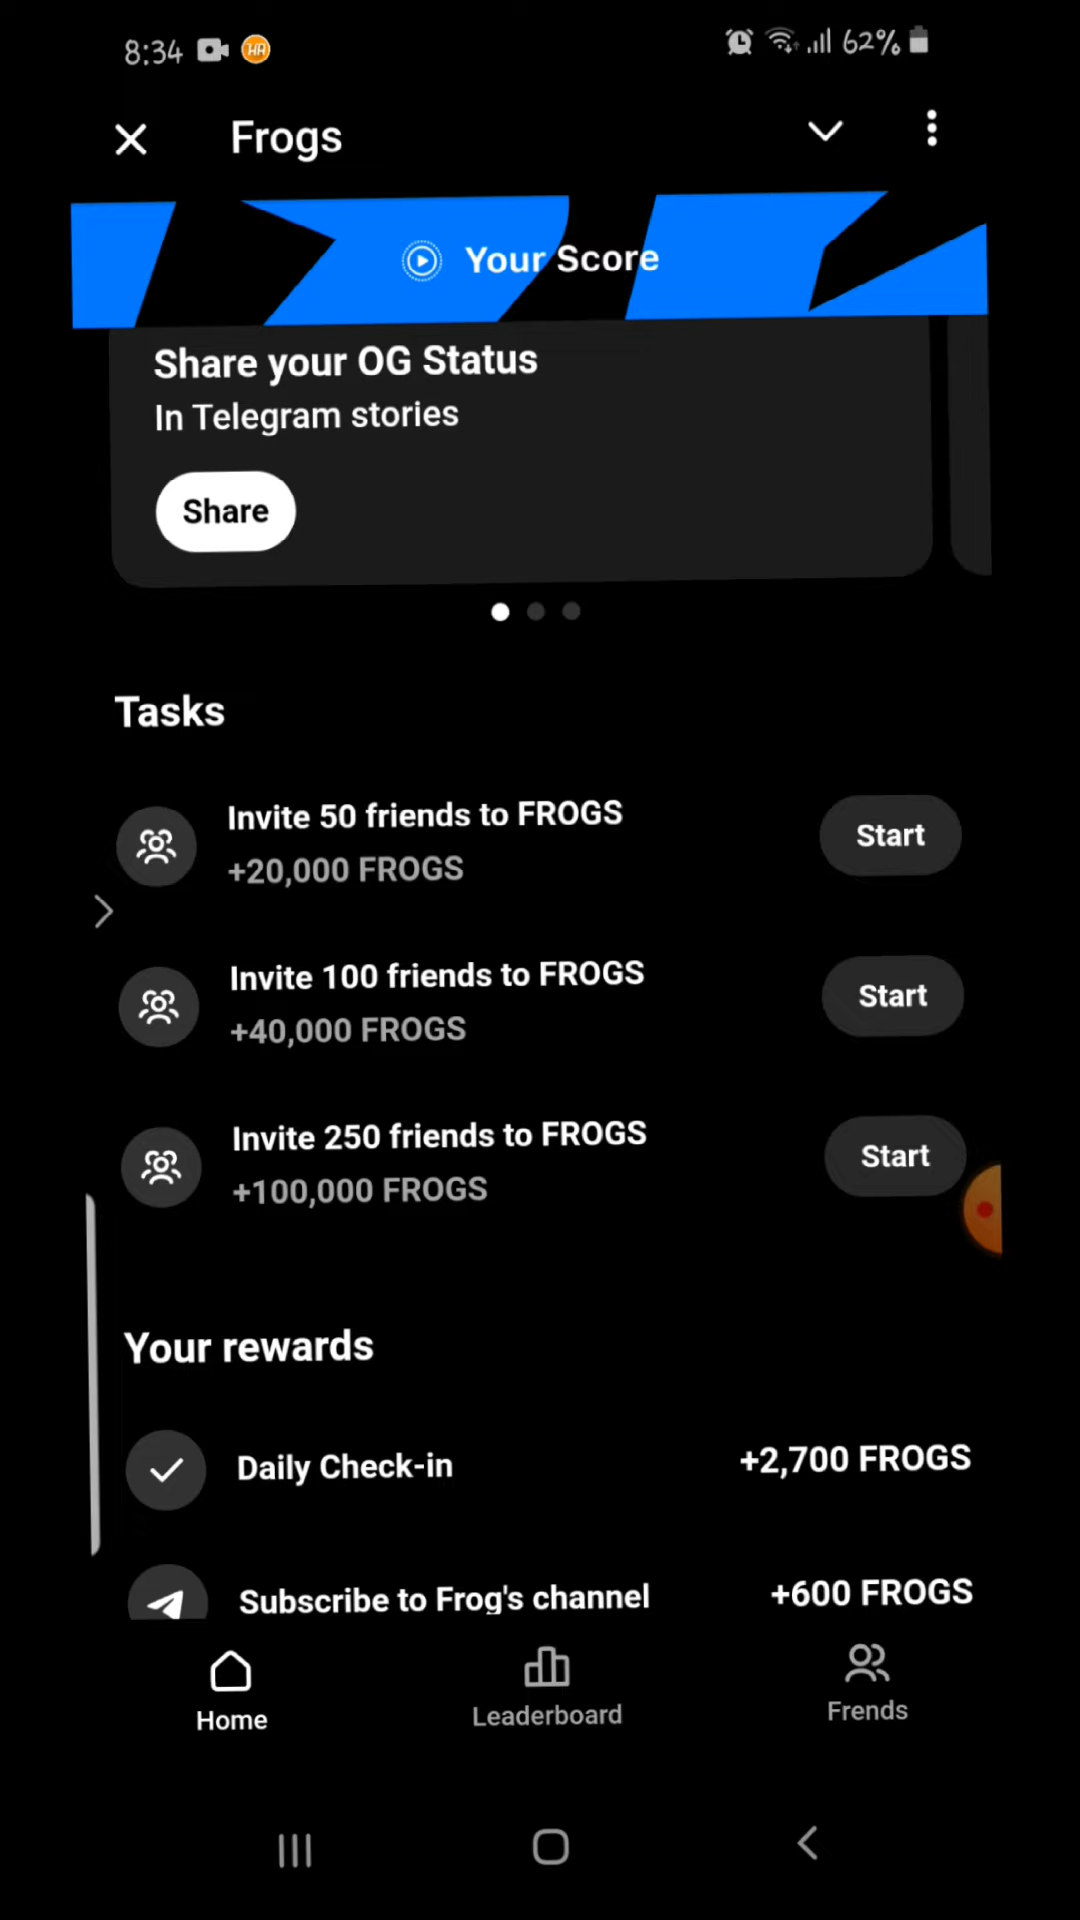 8:34 HR 62%
Frogs
Your Score
Share your OG Status
In Telegram stories
Share
Tasks
Invite 50 friends to FROGS
+20,000 FROGS
Start
Invite 100 friends to FROGS
+40,000 FROGS
Start
Invite 250 friends to FROGS
+100,000 FROGS
Start
Your rewards
Daily Check-in +2,700 FROGS
Subscribe to Frog's channel +600 FROGS
Home Leaderboard Frends